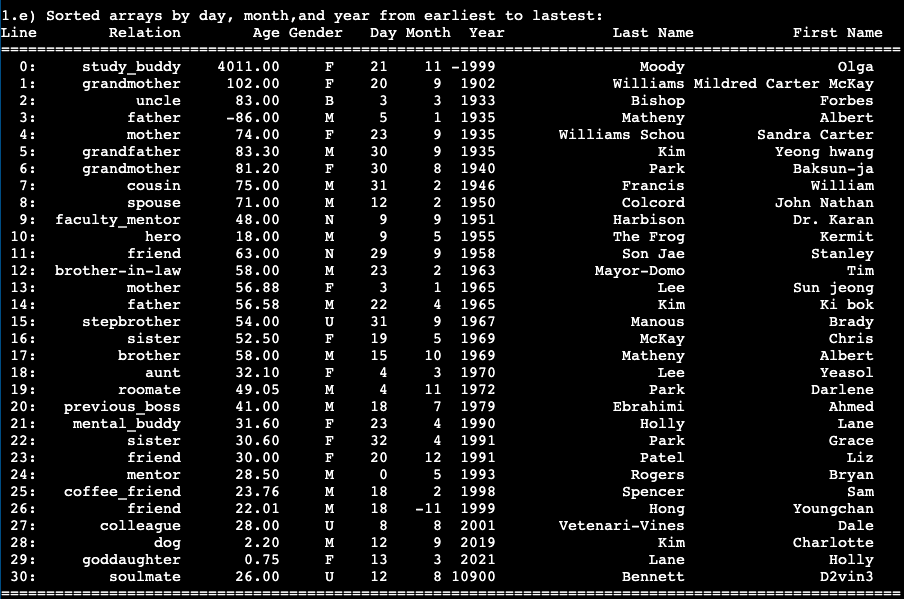 1.e) Sorted arrays by day, month,and year from earliest to lastest:
Line Relation Age Gender Day Month Year Last Name First Name
0: study_buddy 4011.00 F 21 11 -1999 Moody Olga
1: grandmother 102.00 F 20 9 1902 Williams Mildred Carter McKay
2: uncle 83.00 B 3 3 1933 Bishop Forbes
3: father -86.00 M 5 1 1935 Matheny Albert
4: mother 74.00 F 23 9 1935 Williams Schou Sandra Carter
5: grandfather 83.30 M 30 9 1935 Kim Yeong hwang
6: grandmother 81.20 F 30 8 1940 Park Baksun-ja
7: cousin 75.00 M 31 2 1946 Francis William
8: spouse 71.00 M 12 2 1950 Colcord John Nathan
9: faculty_mentor 48.00 N 9 9 1951 Harbison Dr. Karan
10: hero 18.00 M 9 5 1955 The Frog Kermit
11: friend 63.00 N 29 9 1958 Son Jae Stanley
12: brother-in-law 58.00 M 23 2 1963 Mayor-Domo Tim
13: mother 56.88 F 3 1 1965 Lee Sun jeong
14: father 56.58 M 22 4 1965 Kim Ki bok
15: stepbrother 54.00 U 31 9 1967 Manous Brady
16: sister 52.50 F 19 5 1969 McKay Chris
17: brother 58.00 M 15 10 1969 Matheny Albert
18: aunt 32.10 F 4 3 1970 Lee Yeasol
19: roomate 49.05 M 4 11 1972 Park Darlene
20: previous_boss 41.00 M 18 7 1979 Ebrahimi Ahmed
21: mental_buddy 31.60 F 23 4 1990 Holly Lane
22: sister 30.60 F 32 4 1991 Park Grace
23: friend 30.00 F 20 12 1991 Patel Liz
24: mentor 28.50 M 0 5 1993 Rogers Bryan
25: coffee_friend 23.76 M 18 2 1998 Spencer Sam
26: friend 22.01 M 18 -11 1999 Hong Youngchan
27: colleague 28.00 U 8 8 2001 Vetenari-Vines Dale
28: dog 2.20 M 12 9 2019 Kim Charlotte
29: goddaughter 0.75 F 13 3 2021 Lane Holly
30: soulmate 26.00 U 12 8 10900 Bennett D2vin3